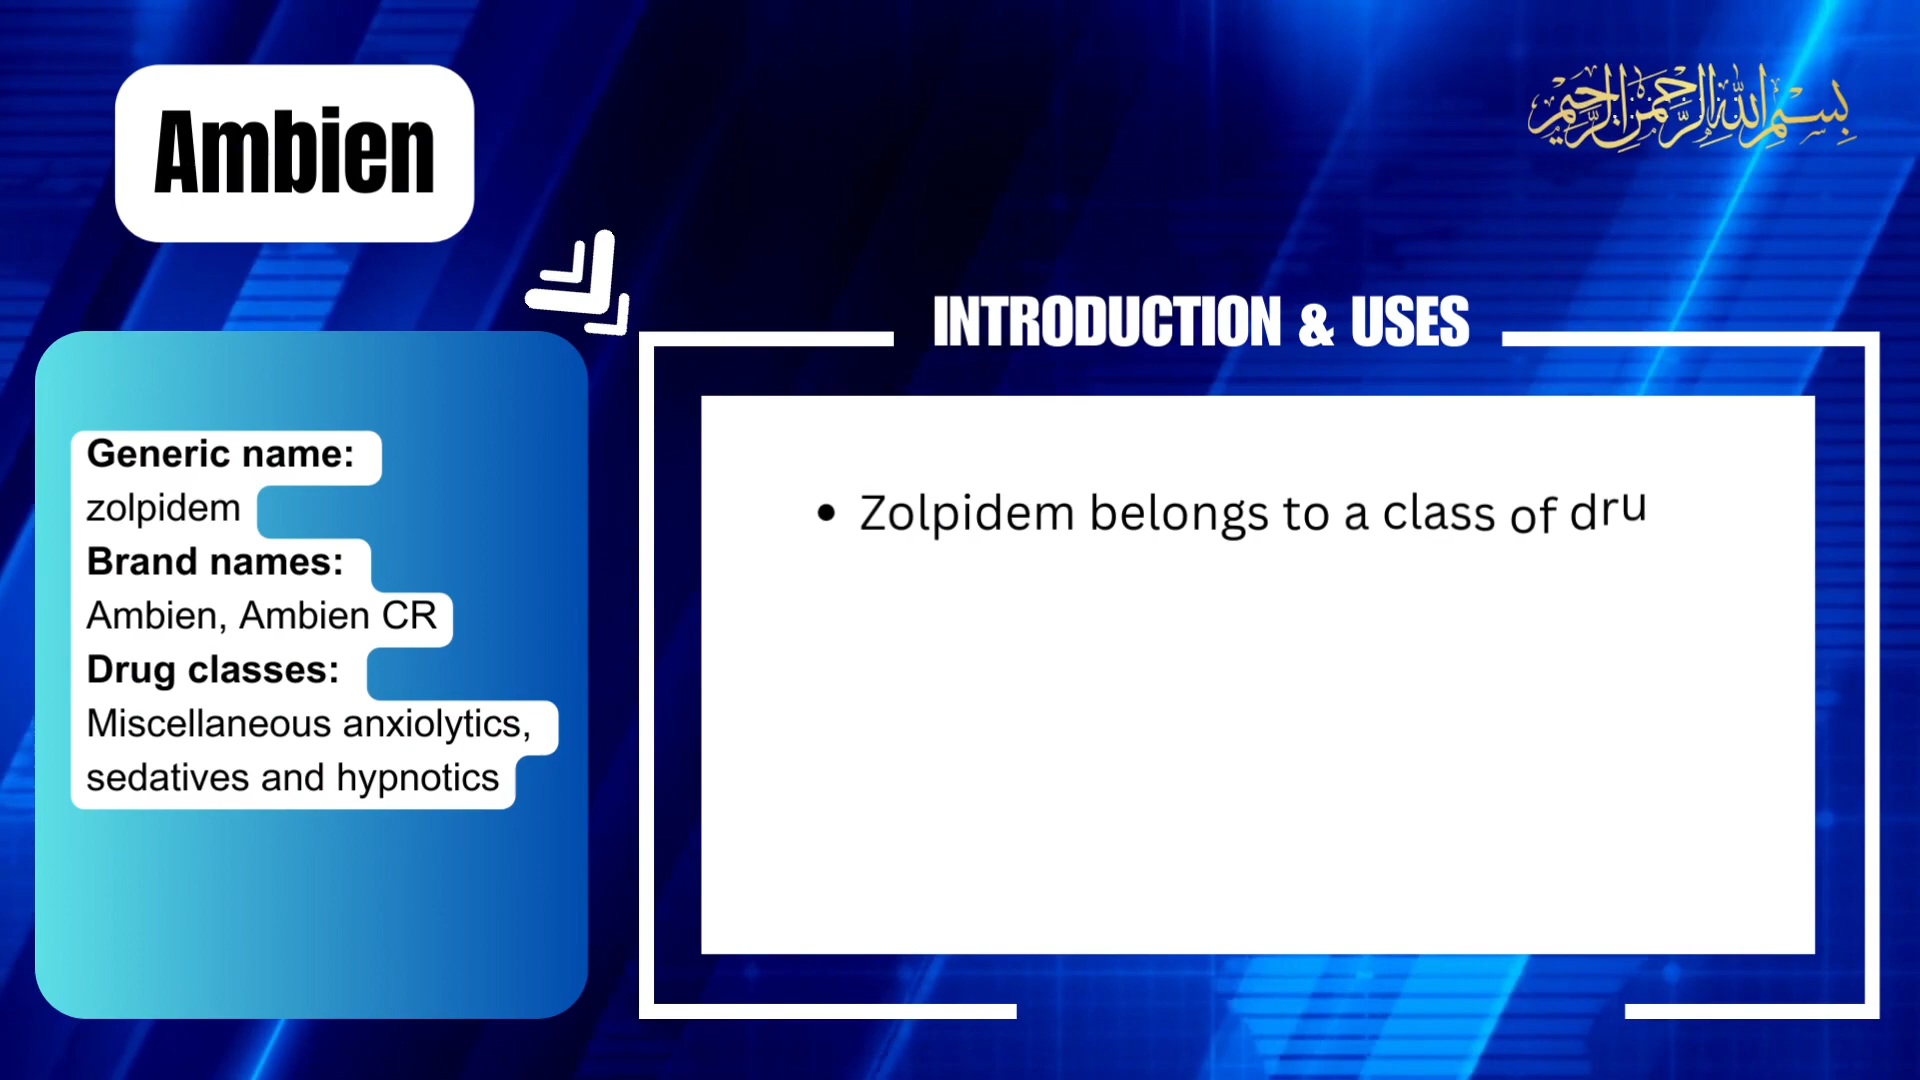 Ambien
بسم الله الرحمن الرحيم
INTRODUCTION & USES
Generic name:
zolpidem
Brand names:
Ambien, Ambien CR
Drug classes:
Miscellaneous anxiolytics,
sedatives and hypnotics
• Zolpidem belongs to a class of dru